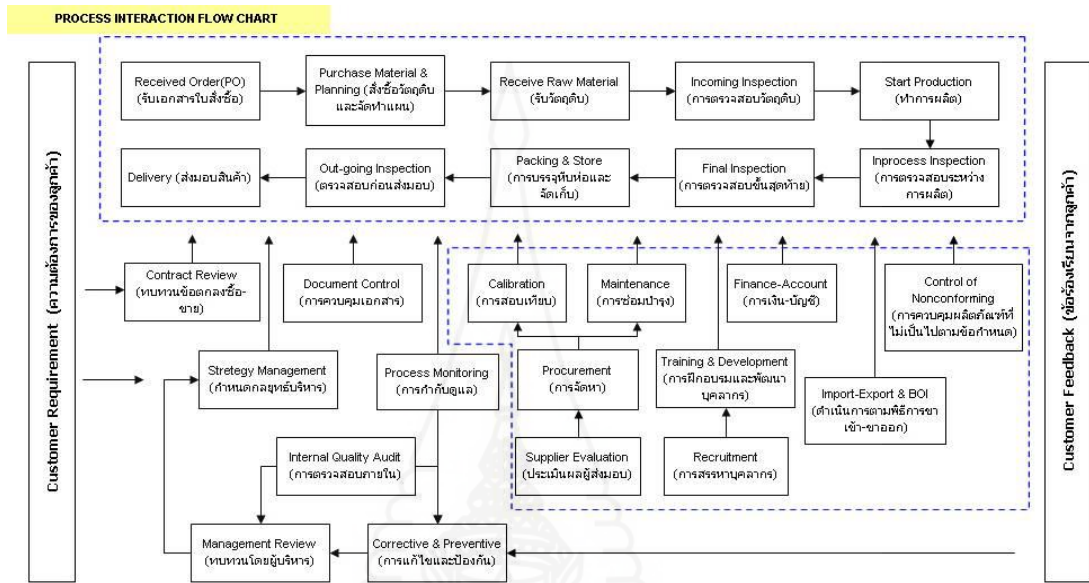 PROCESS INTERACTION FLOW CHART
Customer Requirement (ความต้องการของลูกค้า)
Received Order(PO)
(รับเอกสารใบสั่งซื้อ)
Purchase Material &
Planning (สั่งซื้อวัตถุดิบ
และจัดทำแผน)
Receive Raw Material
(รับวัตถุดิบ)
Incoming Inspection
(การตรวจสอบวัตถุดิบ)
Start Production
(ทำการผลิต)
Delivery (ส่งมอบสินค้า)
Out-going Inspection
(ตรวจสอบก่อนส่งมอบ)
Packing & Store
(การบรรจุหีบห่อและ
จัดเก็บ)
Final Inspection
(การตรวจสอบขั้นสุดท้าย)
Inprocess Inspection
(การตรวจสอบระหว่าง
การผลิต)
Contract Review
(ทบทวนข้อตกลงซื้อ-
ขาย)
Document Control
(การควบคุมเอกสาร)
Calibration
(การสอบเทียบ)
Maintenance
(การซ่อมบำรุง)
Finance-Account
(การเงิน-บัญชี)
Control of
Nonconforming
(การควบคุมผลิตภัณฑ์ที่
ไม่เป็นไปตามข้อกำหนด)
Stretegy Management
(กำหนดกลยุทธ์บริหาร)
Process Monitoring
(การกำกับดูแล)
Procurement
(การจัดหา)
Training & Development
(การฝึกอบรมและพัฒนา
บุคลากร)
Import-Export & BOI
(ดำเนินการตามพิธีการขา
เข้า-ขาออก)
Internal Quality Audit
(การตรวจสอบภายใน)
Supplier Evaluation
(ประเมินผลผู้ส่งมอบ)
Recruitment
(การสรรหาบุคลากร)
Management Review
(ทบทวนโดยผู้บริหาร)
Corrective & Preventive
(การแก้ไขและป้องกัน)
Customer Feedback (ข้อร้องเรียนจากลูกค้า)